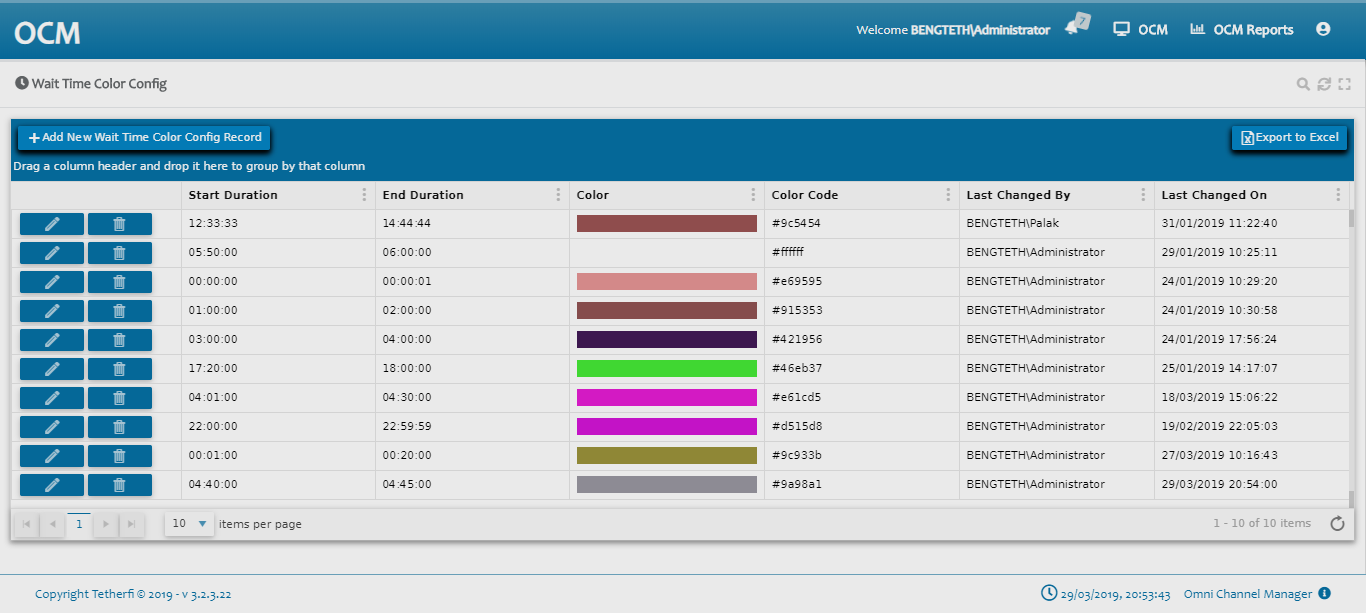 OCM
Welcome BENGTETH\Administrator 7 OCM OCM Reports
Wait Time Color Config
Add New Wait Time Color Config Record Export to Excel
Drag a column header and drop it here to group by that column
Start Duration End Duration Color Color Code Last Changed By Last Changed On
12:33:33 14:44:44 #9c5454 BENGTETH\Palak 31/01/2019 11:22:40
05:50:00 06:00:00 #ffffff BENGTETH\Administrator 29/01/2019 10:25:11
00:00:00 00:00:01 #e69595 BENGTETH\Administrator 24/01/2019 10:29:20
01:00:00 02:00:00 #915353 BENGTETH\Administrator 24/01/2019 10:30:58
03:00:00 04:00:00 #421956 BENGTETH\Administrator 24/01/2019 17:56:24
17:20:00 18:00:00 #46eb37 BENGTETH\Administrator 25/01/2019 14:17:07
04:01:00 04:30:00 #e61cd5 BENGTETH\Administrator 18/03/2019 15:06:22
22:00:00 22:59:59 #d515d8 BENGTETH\Administrator 19/02/2019 22:05:03
00:01:00 00:20:00 #9c933b BENGTETH\Administrator 27/03/2019 10:16:43
04:40:00 04:45:00 #9a98a1 BENGTETH\Administrator 29/03/2019 20:54:00
1 10 items per page 1 - 10 of 10 items
Copyright Tetherfi © 2019 - v 3.2.3.22 29/03/2019, 20:53:43 Omni Channel Manager